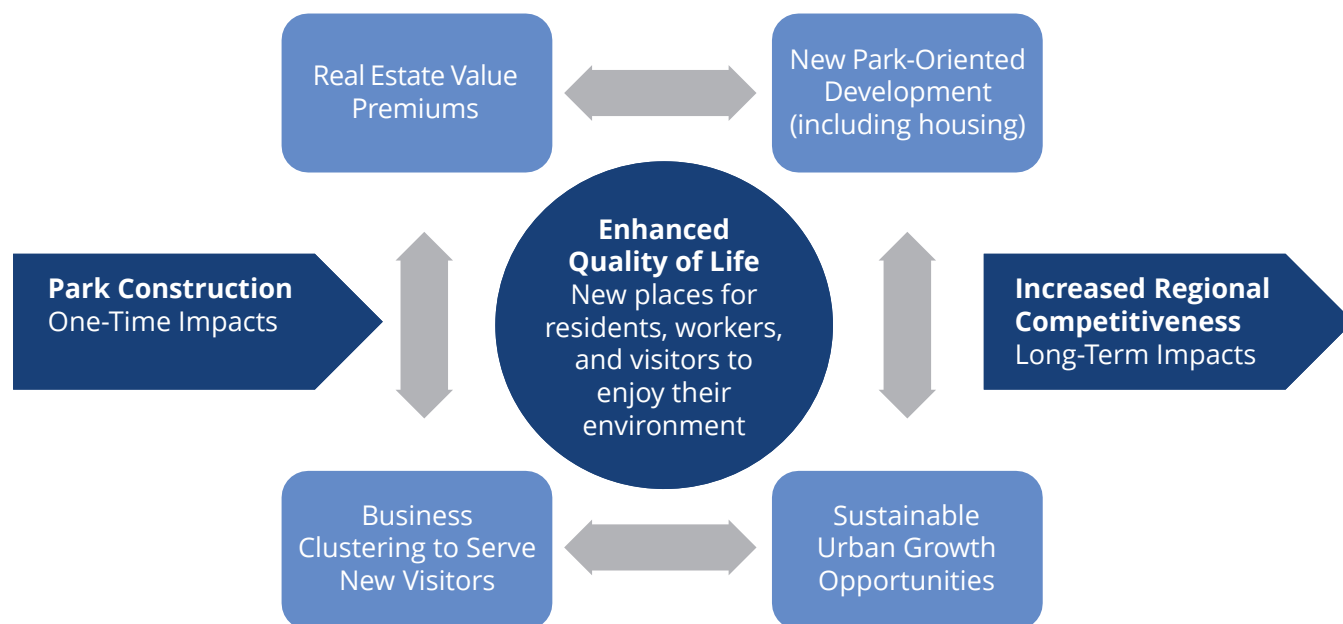 Real Estate Value
Premiums
New Park-Oriented
Development
(including housing)
Park Construction
One-Time Impacts
Enhanced
Quality of Life
New places for
residents, workers,
and visitors to
enjoy their
environment
Increased Regional
Competitiveness
Long-Term Impacts
Business
Clustering to Serve
New Visitors
Sustainable
Urban Growth
Opportunities